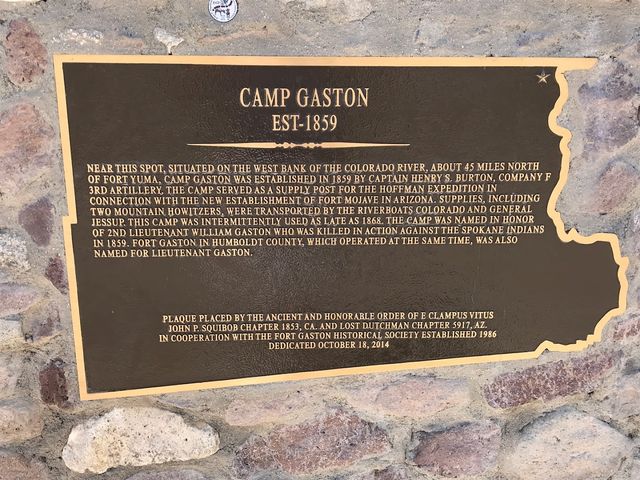 CAMP GASTON
EST-1859
NEAR THIS SPOT, SITUATED ON THE WEST BANK OF THE COLORADO RIVER, ABOUT 45 MILES NORTH
OF FORT YUMA, CAMP GASTON WAS ESTABLISHED IN 1859 BY CAPTAIN HENRY S. BURTON, COMPANY F
3RD ARTILLERY. THE CAMP SERVED AS A SUPPLY POST FOR THE HOFFMAN EXPEDITION IN
CONNECTION WITH THE NEW ESTABLISHMENT OF FORT MOJAVE IN ARIZONA. SUPPLIES, INCLUDING
TWO MOUNTAIN HOWITZERS, WERE TRANSPORTED BY THE RIVERBOATS COLORADO AND GENERAL
JESSUP. THIS CAMP WAS INTERMITTENTLY USED AS LATE AS 1868. THE CAMP WAS NAMED IN HONOR
OF 2ND LIEUTENANT WILLIAM GASTON WHO WAS KILLED IN ACTION AGAINST THE SPOKANE INDIANS
IN 1859. FORT GASTON IN HUMBOLDT COUNTY, WHICH OPERATED AT THE SAME TIME, WAS ALSO
NAMED FOR LIEUTENANT GASTON.
PLAQUE PLACED BY THE ANCIENT AND HONORABLE ORDER OF E CLAMPUS VITUS
JOHN P. SQUIBOB CHAPTER 1853, CA. AND LOST DUTCHMAN CHAPTER 5917, AZ.
IN COOPERATION WITH THE FORT GASTON HISTORICAL SOCIETY ESTABLISHED 1986
DEDICATED OCTOBER 18, 2014